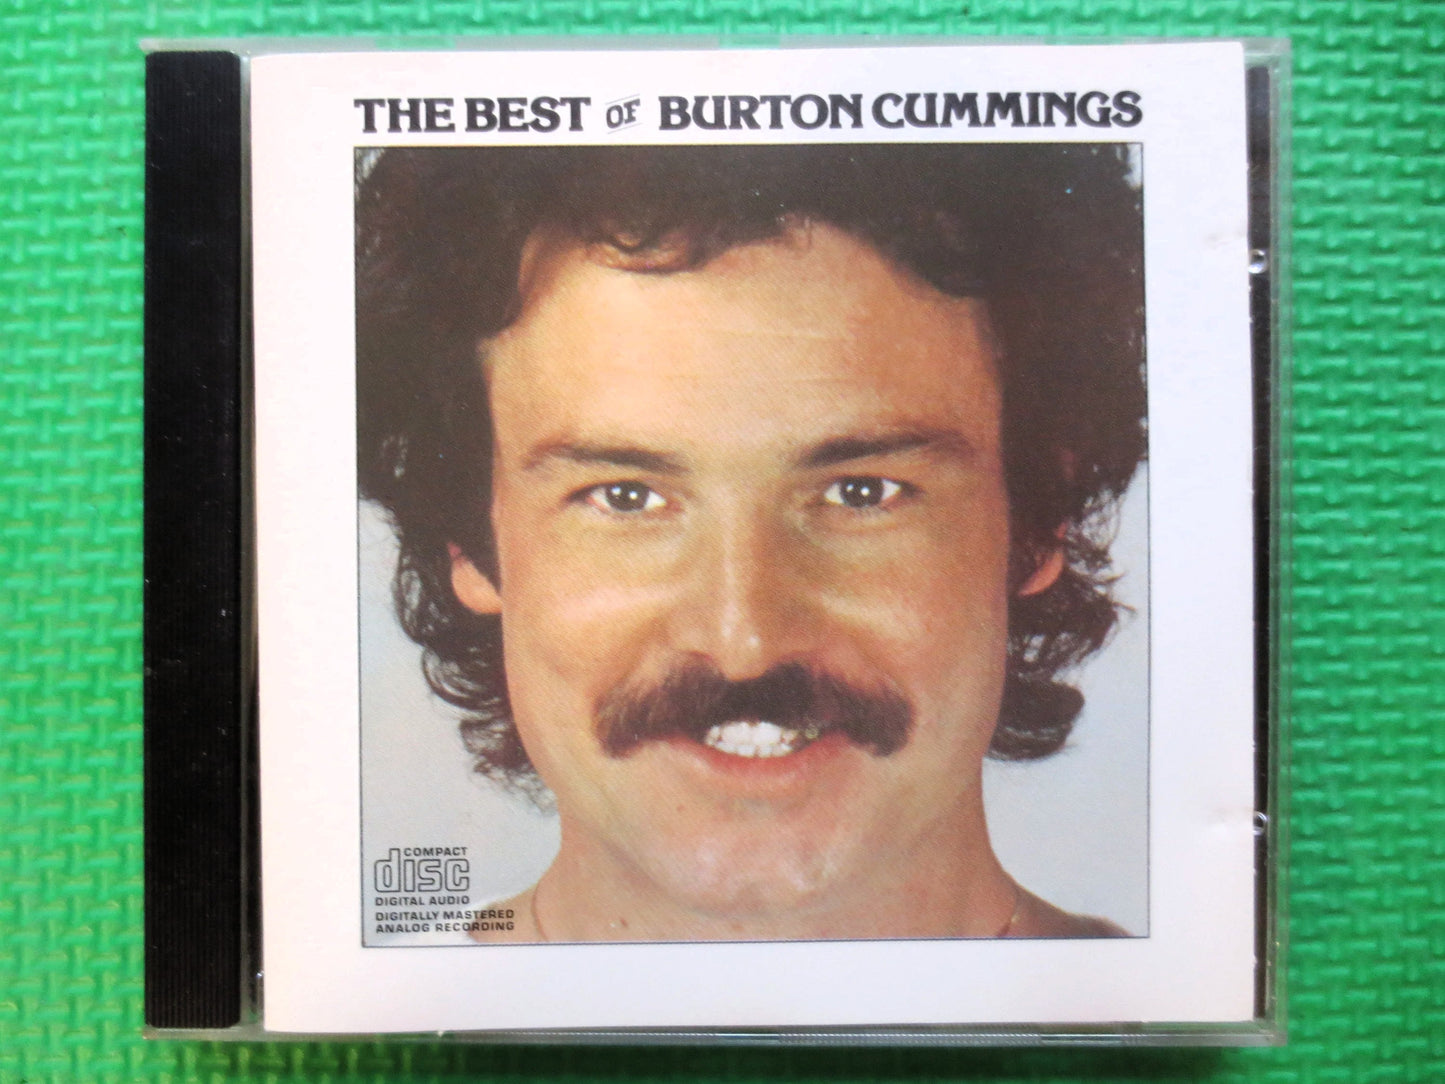 THE BEST OF BURTON CUMMINGS
COMPACT
disc
DIGITAL AUDIO
DIGITALLY MASTERED
ANALOG RECORDING